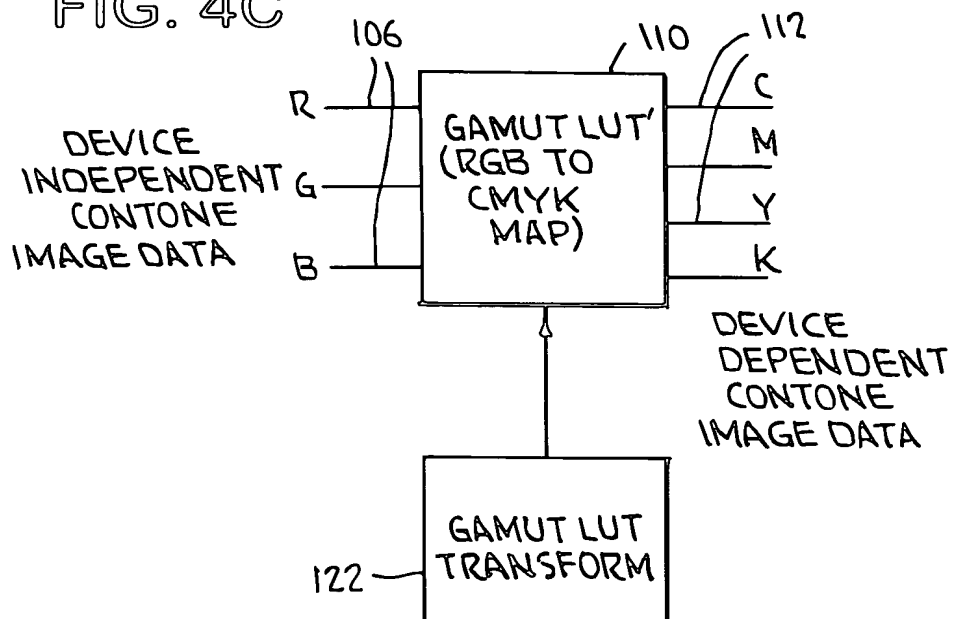 FIG. 4C
106
110
112
R
G
B
DEVICE
INDEPENDENT
CONTONE
IMAGE DATA
GAMUT LUT'
(RGB TO
CMYK
MAP)
C
M
Y
K
DEVICE
DEPENDENT
CONTONE
IMAGE DATA
GAMUT LUT
TRANSFORM
122